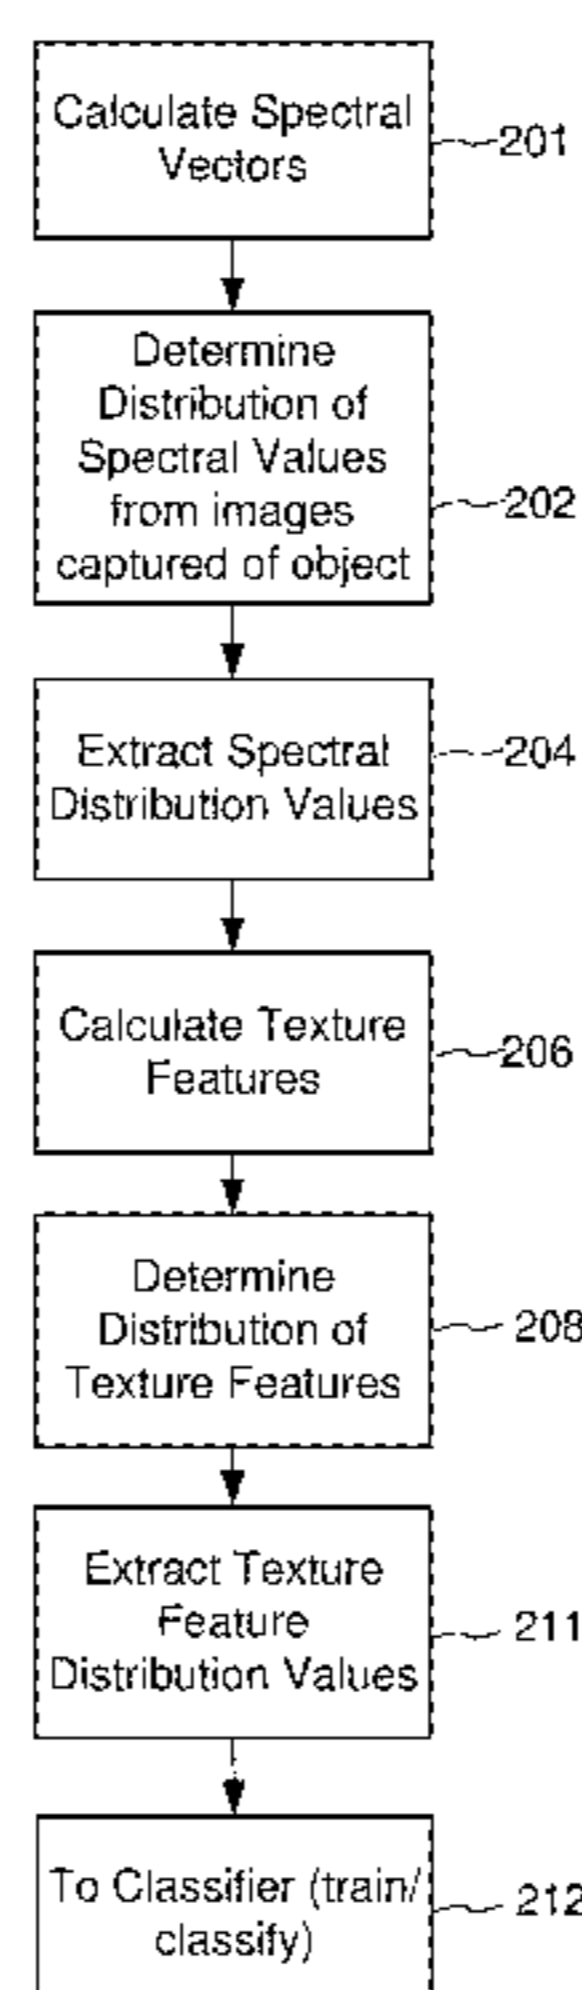 Calculate Spectral
Vectors
201
Determine
Distribution of
Spectral Values
from images
captured of object
202
Extract Spectral
Distribution Values
204
Calculate Texture
Features
206
Determine
Distribution of
Texture Features
208
Extract Texture
Feature
Distribution Values
211
To Classifier (train/
classify)
212